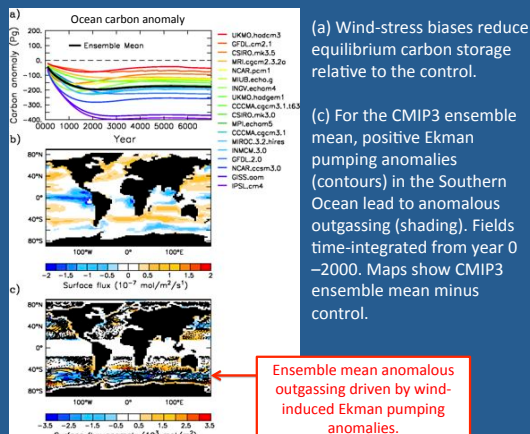 a)
Ocean carbon anomaly
Carbon anomaly (Pg)
200.
100.
0
-100.
-200.
-300.
-400.
Ensemble Mean
0000 1000 2000 3000 4000 5000 6000
Year
UKMO.hadcm3
GFDL.cm2.1
CSIRO.mk3.5
MRI.cgcm2.3.2a
NCAR.pcm1
MIUB.echo.g
INGV.echam4
UKMO.hadgem1
CCCMA.cgcm3.1.t63
CSIRO.mk3.0
MPI.echam5
CCCMA.cgcm3.1
MIROC.3.2.hires
INMCM.3.0
GFDL.2.0
NCAR.ccsm3.0
GISS.aom
IPSL.cm4
b)
80°N
40°N
0°
40°S
80°S
100°W 0° 100°E
-2 -1.5 -1 -0.5 0 0.5 1 1.5 2
Surface flux (10⁻⁷ mol/m²/s¹)
c)
80°N
40°N
0°
40°S
80°S
100°W 0° 100°E
-3.5 -2.5 -1.5 -0.5 0.5 1.5 2.5 3.5
(a) Wind-stress biases reduce
equilibrium carbon storage
relative to the control.
(c) For the CMIP3 ensemble
mean, positive Ekman
pumping anomalies
(contours) in the Southern
Ocean lead to anomalous
outgassing (shading). Fields
time-integrated from year 0
–2000. Maps show CMIP3
ensemble mean minus
control.
Ensemble mean anomalous
outgassing driven by wind-
induced Ekman pumping
anomalies.